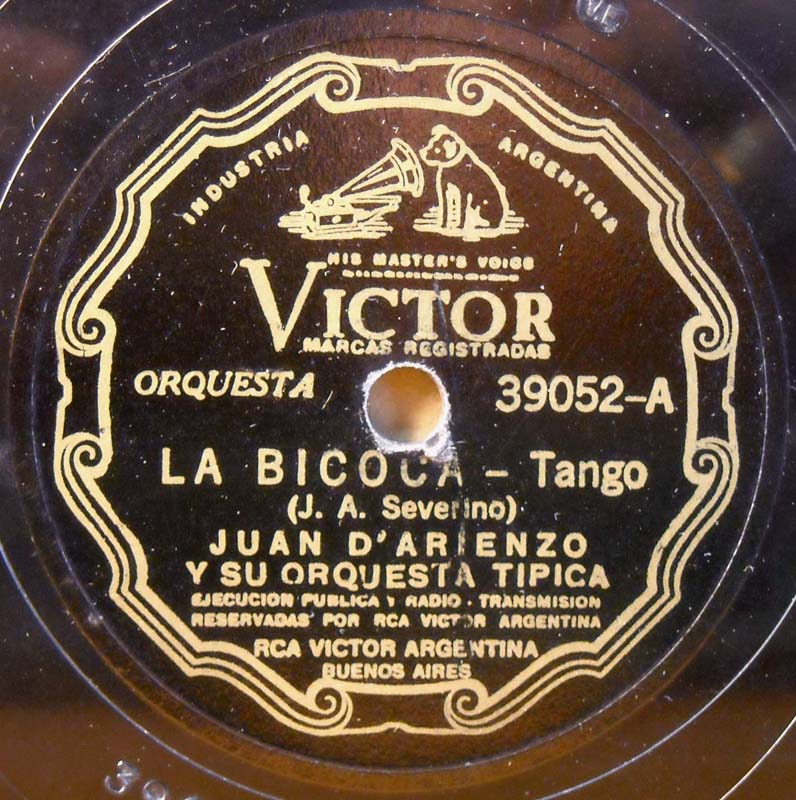 INDUSTRIA ARGENTINA
HIS MASTER'S VOICE
VICTOR
MARCAS REGISTRADAS
ORQUESTA 39052-A
LA BICOCA - Tango
(J. A. Severino)
JUAN D'ARIENZO
Y SU ORQUESTA TIPICA
EJECUCION PUBLICA Y RADIO - TRANSMISION
RESERVADAS POR RCA VICTOR ARGENTINA
RCA VICTOR ARGENTINA
BUENOS AIRES